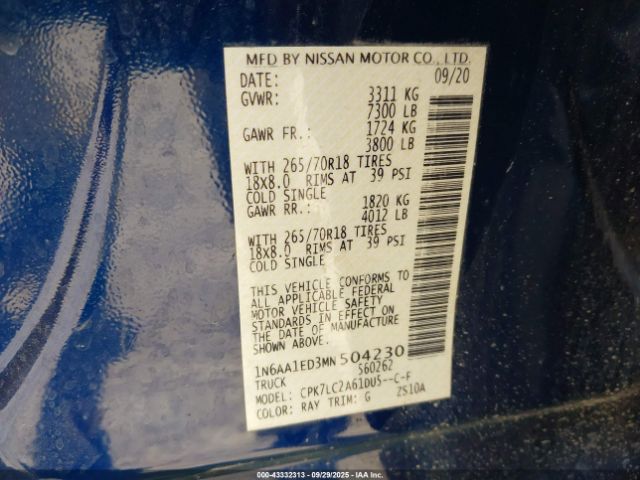 MFD BY NISSAN MOTOR CO., LTD.
DATE: 09/20
GVWR: 3311 KG
7300 LB
GAWR FR.: 1724 KG
3800 LB
WITH 265/70R18 TIRES
18X8.0 RIMS AT 39 PSI
COLD SINGLE
GAWR RR.: 1820 KG
4012 LB
WITH 265/70R18 TIRES
18X8.0 RIMS AT 39 PSI
COLD SINGLE
THIS VEHICLE CONFORMS TO
ALL APPLICABLE FEDERAL
MOTOR VEHICLE SAFETY
STANDARDS IN EFFECT ON
THE DATE OF MANUFACTURE
SHOWN ABOVE.
1N6AA1ED3MN504230
TRUCK S60262
MODEL: CPK7LC2A61DU5--C-F
COLOR: RAY TRIM: G ZS10A
000-43332313 - 09/29/2025 - IAA Inc.